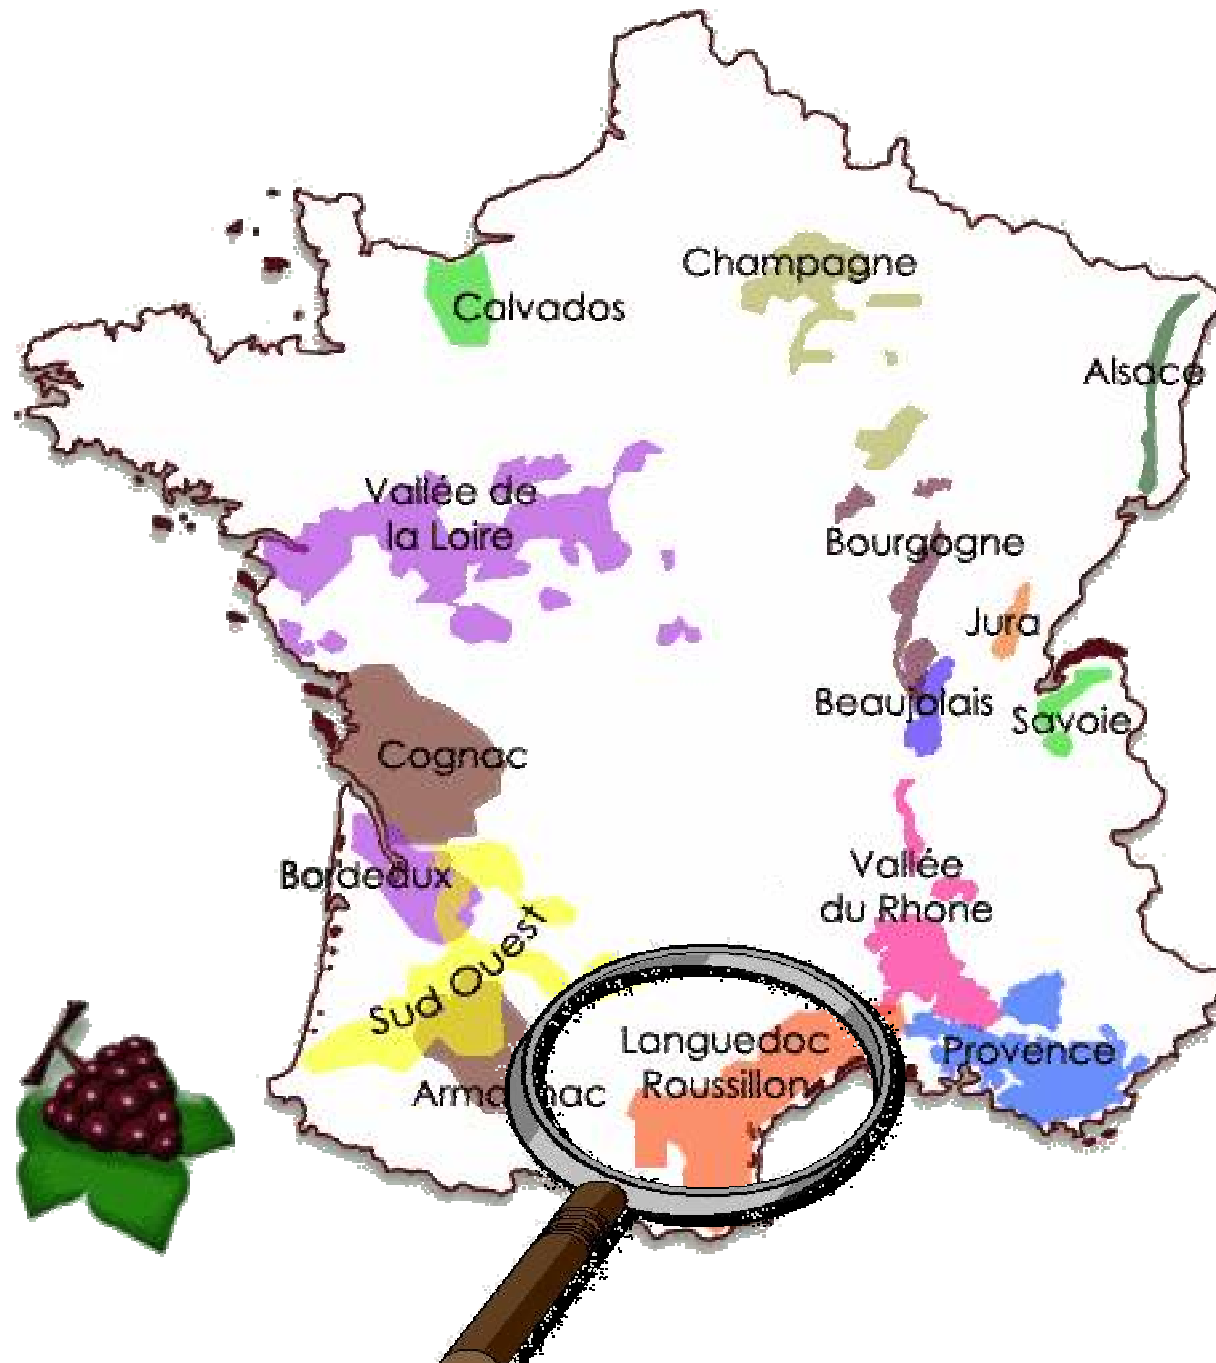 Champagne
Calvados
Alsace
Vallée de
la Loire
Bourgogne
Jura
Beaujolais
Savoie
Cognac
Vallée
du Rhone
Bordeaux
Sud Ouest
Languedoc
Roussillon
Provence
Armagnac